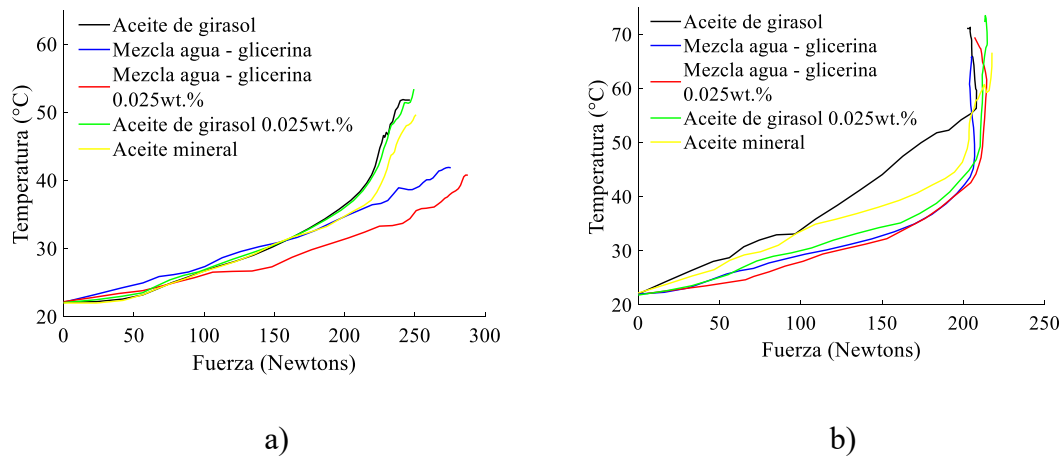 Aceite de girasol
Mezcla agua - glicerina
Mezcla agua - glicerina
0.025wt.%
Aceite de girasol 0.025wt.%
Aceite mineral
Temperatura (°C)
60
50
40
30
20
0
50
100
150
200
250
300
Fuerza (Newtons)
a)
Aceite de girasol
Mezcla agua - glicerina
Mezcla agua - glicerina
0.025wt.%
Aceite de girasol 0.025wt.%
Aceite mineral
Temperatura (°C)
70
60
50
40
30
20
0
50
100
150
200
250
Fuerza (Newtons)
b)